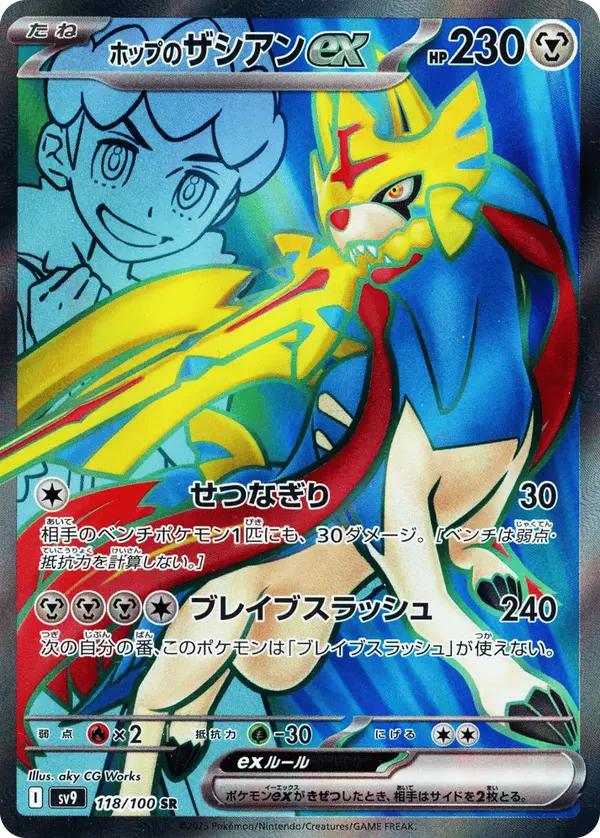 たね ホップのザシアンex HP230
せつなぎり 30
相手のベンチポケモン1匹にも、30ダメージ。[ベンチは弱点・
抵抗力を計算しない。]
ブレイブスラッシュ 240
次の自分の番、このポケモンは「ブレイブスラッシュ」が使えない。
弱点 ×2 抵抗力 -30 にげる
Illus. aky CG Works
exルール
I sv9 118/100 SR
ポケモンexがきぜつしたとき、相手はサイドを2枚とる。
©2025 Pokémon/Nintendo/Creatures/GAME FREAK.